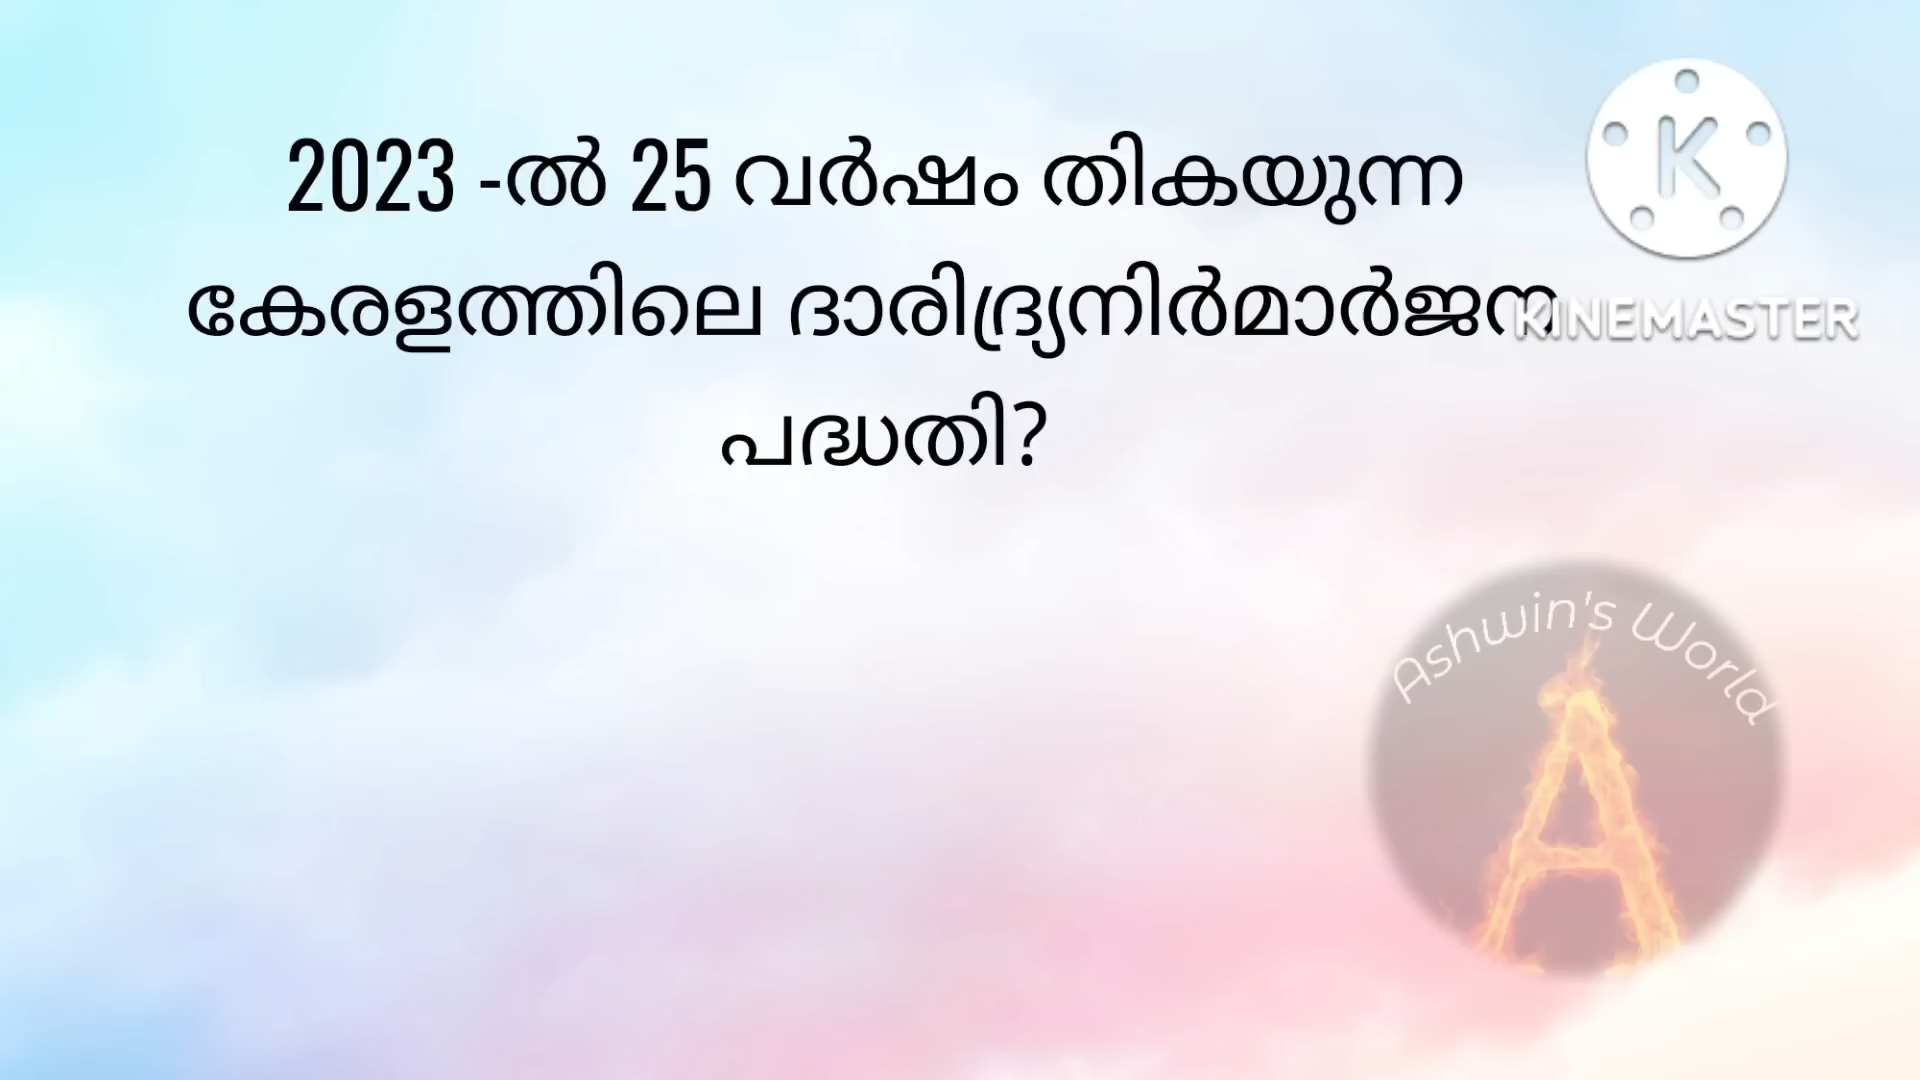 2023 -ൽ 25 വർഷം തികയുന്ന
കേരളത്തിലെ ദാരിദ്ര്യനിർമാർജന
പദ്ധതി?
K
KINEMASTER
Ashwin's World
A